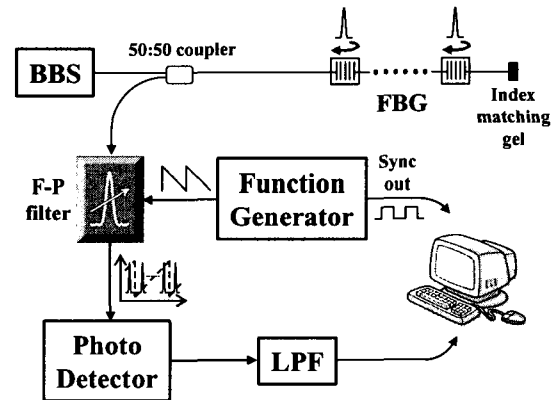 50:50 coupler
BBS
FBG
Index
matching
gel
F-P
filter
Function
Generator
Sync
out
Photo
Detector
LPF